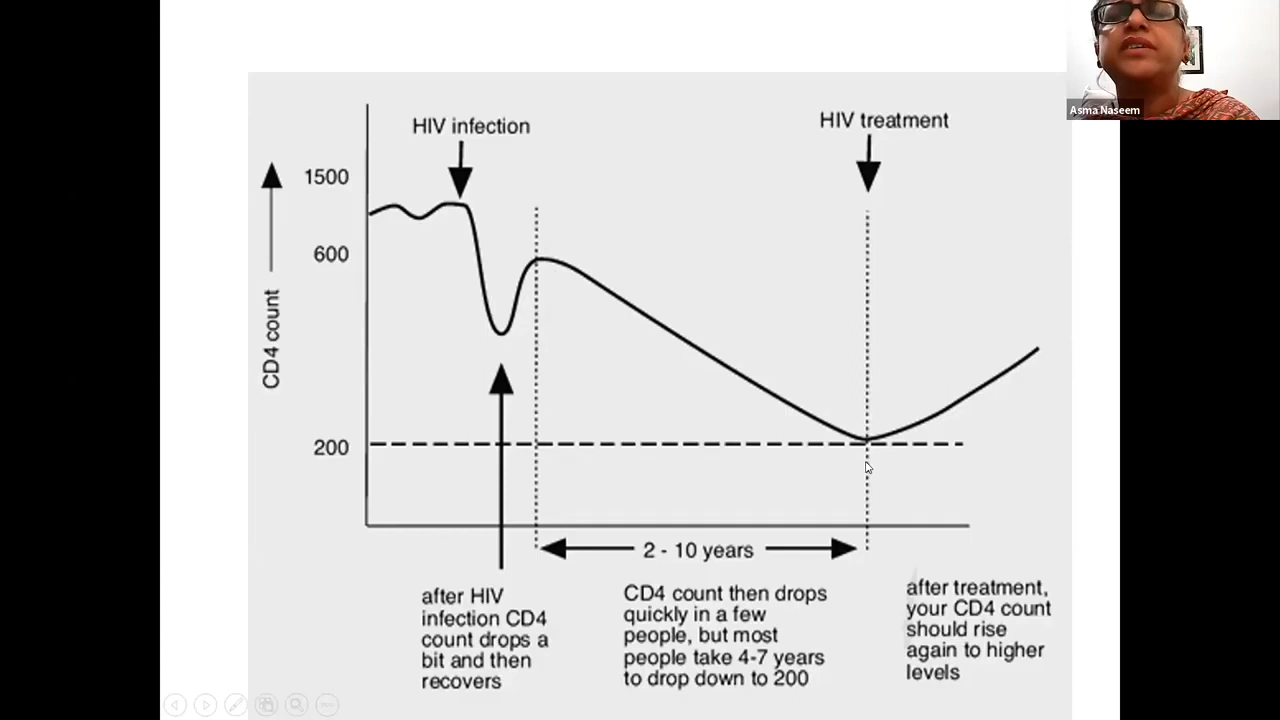 Asma Naseem
HIV infection
HIV treatment
1500
600
CD4 count
200
2 - 10 years
after HIV
infection CD4
count drops a
bit and then
recovers
CD4 count then drops
quickly in a few
people, but most
people take 4-7 years
to drop down to 200
after treatment,
your CD4 count
should rise
again to higher
levels